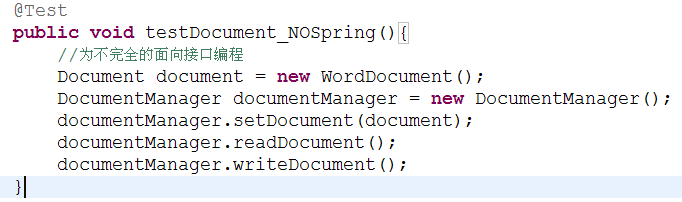 @Test
public void testDocument_NOSpring(){
//为不完全的面向接口编程
Document document = new WordDocument();
DocumentManager documentManager = new DocumentManager();
documentManager.setDocument(document);
documentManager.readDocument();
documentManager.writeDocument();
}